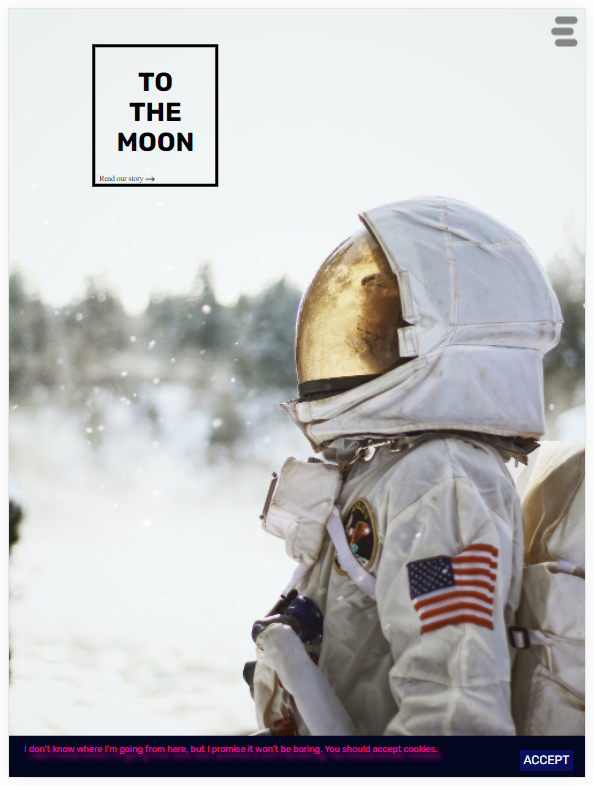 TO
THE
MOON
Read our story →
I don't know where I'm going from here, but I promise it won't be boring. You should accept cookies.
ACCEPT